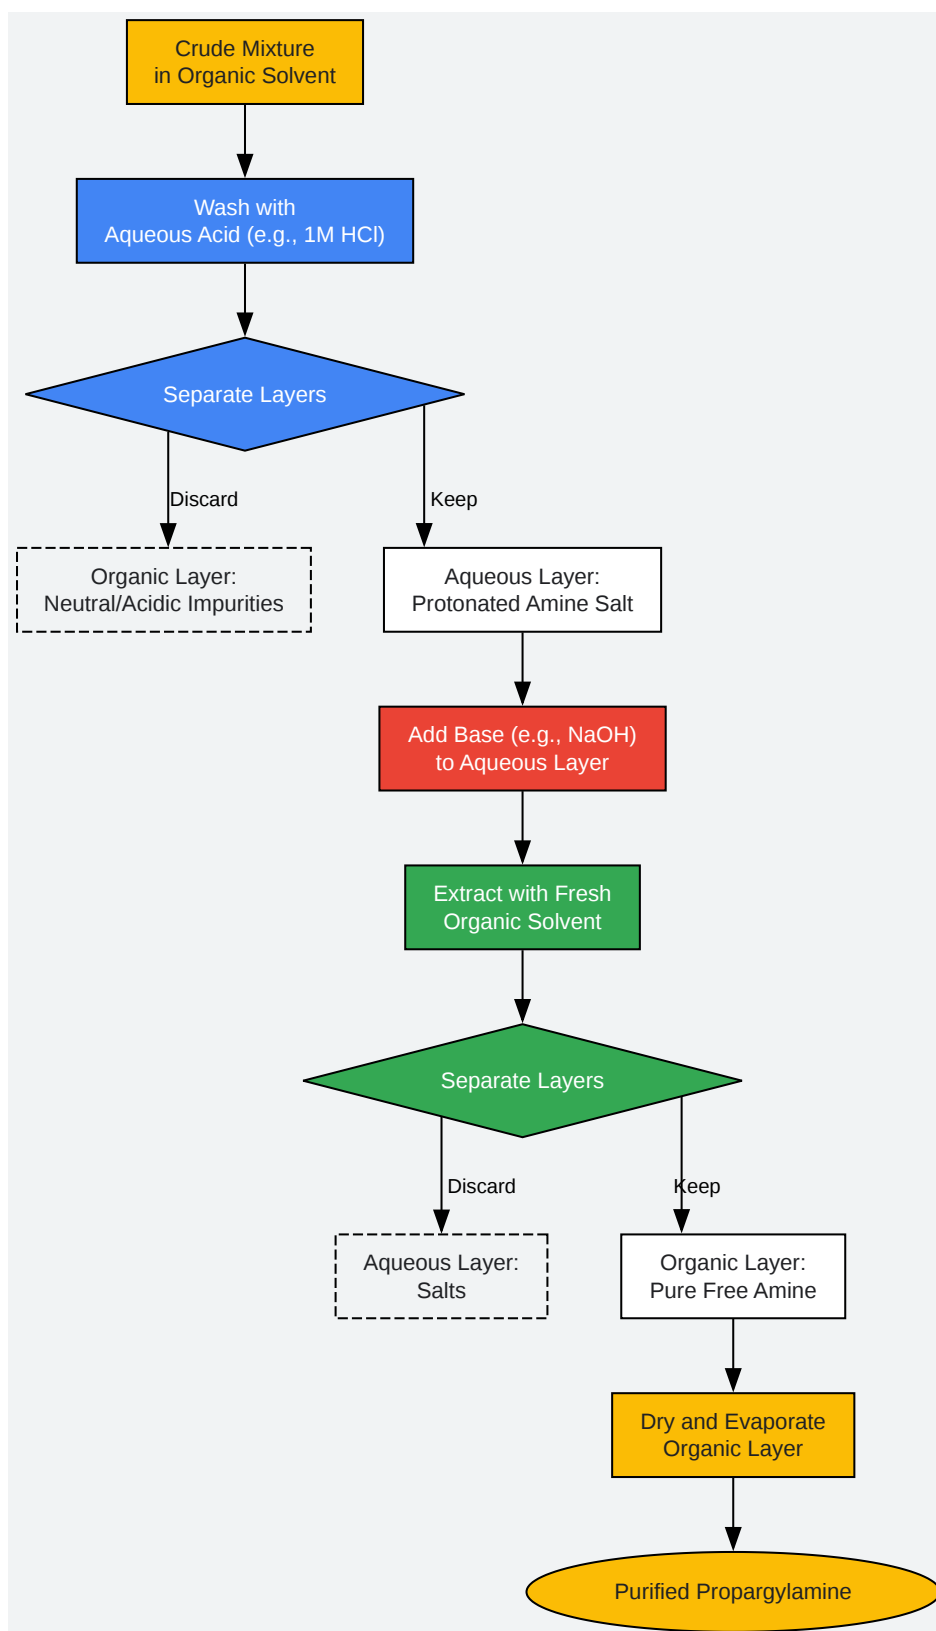 Crude Mixture
in Organic Solvent
Wash with
Aqueous Acid (e.g., 1M HCl)
Separate Layers
Discard
Keep
Organic Layer:
Neutral/Acidic Impurities
Aqueous Layer:
Protonated Amine Salt
Add Base (e.g., NaOH)
to Aqueous Layer
Extract with Fresh
Organic Solvent
Separate Layers
Discard
Keep
Aqueous Layer:
Salts
Organic Layer:
Pure Free Amine
Dry and Evaporate
Organic Layer
Purified Propargylamine